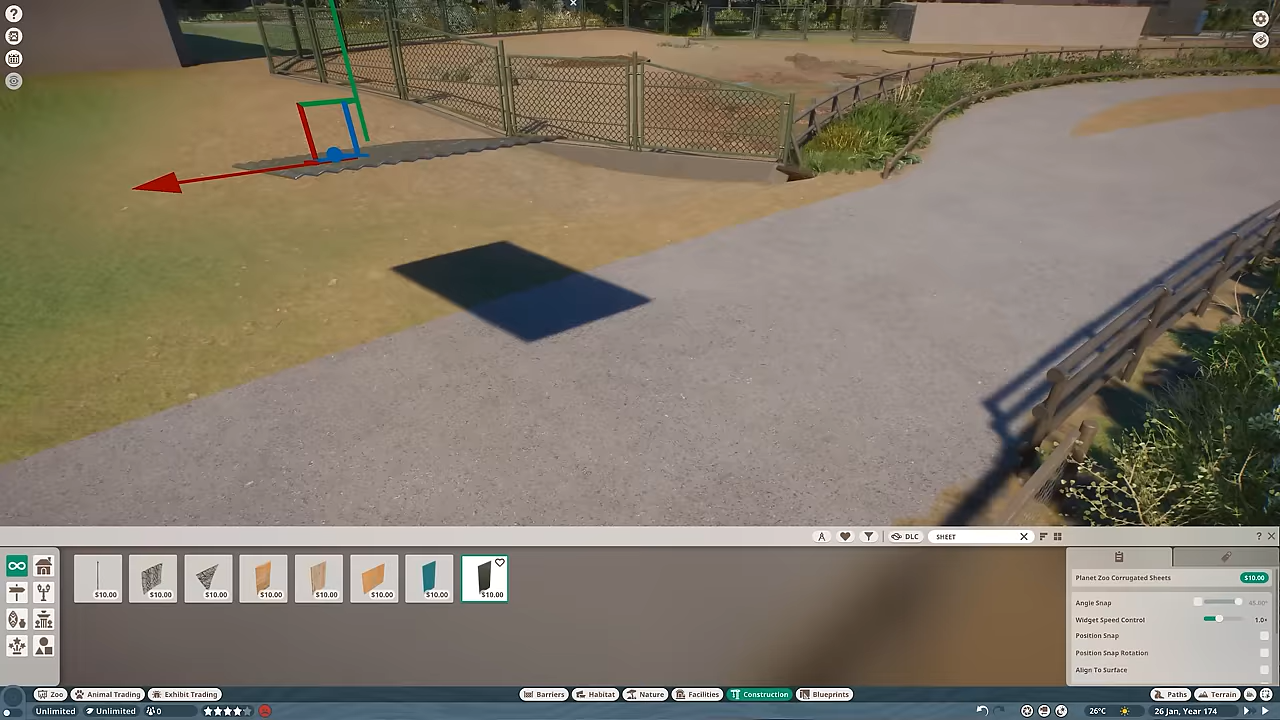 DLC
SHEET
$10.00 $10.00 $10.00 $10.00 $10.00 $10.00 $10.00 $10.00
Planet Zoo Corrugated Sheets $10.00
Angle Snap 45.00°
Widget Speed Control 1.0×
Position Snap
Position Snap Rotation
Align To Surface
Zoo Animal Trading Exhibit Trading Barriers Habitat Nature Facilities Construction Blueprints Paths Terrain
Unlimited Unlimited 0 26°C 26 Jan, Year 174